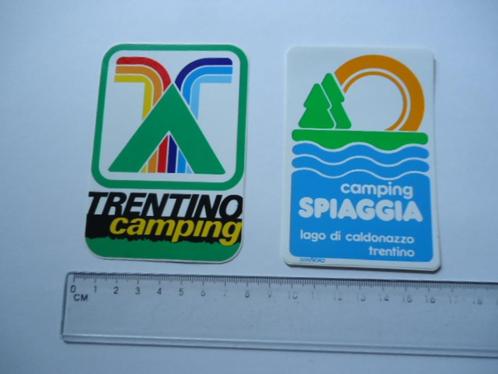 TRENTINO
camping
camping
SPIAGGIA
lago di caldonazzo
trentino
0 1 2 3 4 5 6 7 8 9 10 11 12 13 14 15 16 17 18
CM